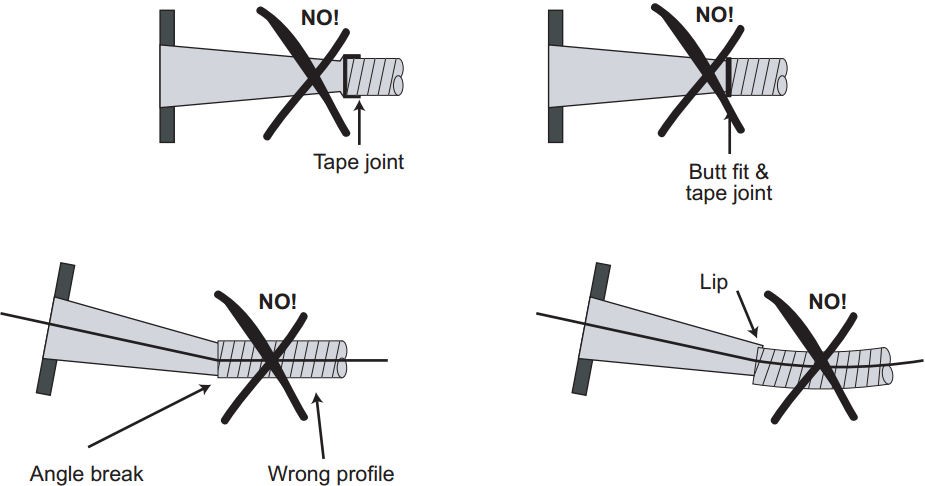 NO!
Tape joint
NO!
Butt fit &
tape joint
NO!
Angle break
Wrong profile
Lip
NO!